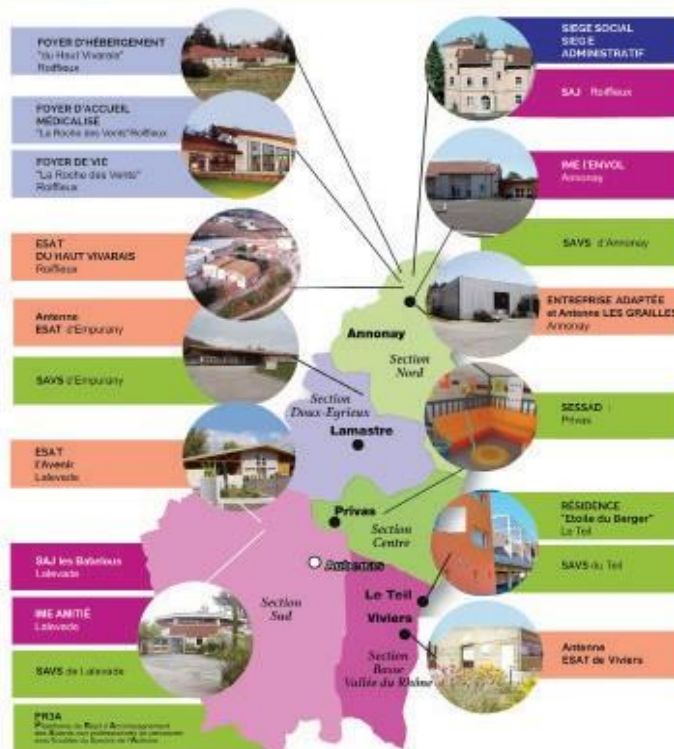 FOYER D'HÉBERGEMENT
"du Haut Vivarais"
Roiffieux
FOYER D'ACCUEIL
MÉDICALISÉ
"La Roche des Vents" Roiffieux
FOYER DE VIE
"La Roche des Vents"
Roiffieux
ESAT
DU HAUT VIVARAIS
Roiffieux
Antenne
ESAT d'Empurany
SAVS d'Empurany
ESAT
l'Avenir
Lalevade
SAJ les Babelous
Lalevade
IME AMITIÉ
Lalevade
SAVS de Lalevade
PR3A
SIEGE SOCIAL
SIEGE
ADMINISTRATIF
SAJ Roiffieux
IME l'ENVOL
Annonay
SAVS d'Annonay
ENTREPRISE ADAPTÉE
et Antenne LES GRAILLES
Annonay
SESSAD :
Privas
RÉSIDENCE
"Etoile du Berger"
Le Teil
SAVS du Teil
Antenne
ESAT de Viviers
Annonay
Section
Nord
Section
Doux-Eyrieux
Lamastre
Privas
Section
Centre
Aubenas
Section
Sud
Le Teil
Viviers
Section
Basse
Vallée du Rhône